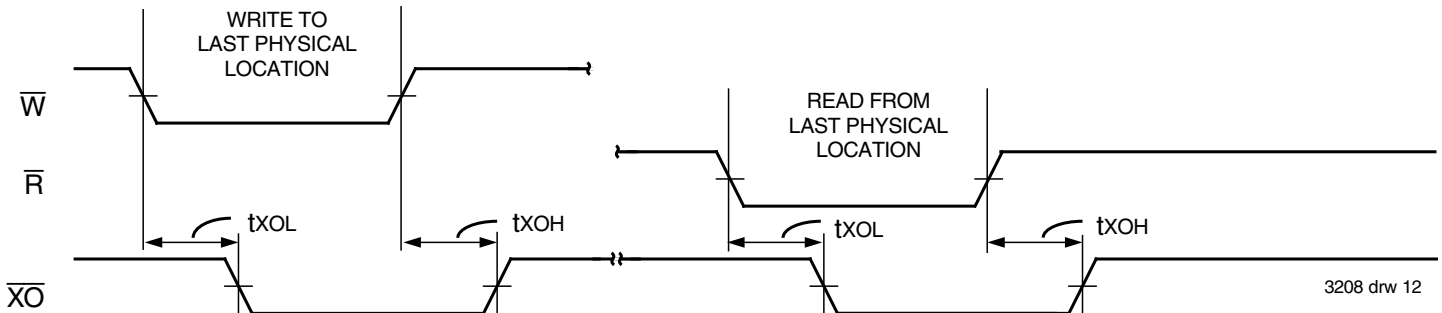 WRITE TO
LAST PHYSICAL
LOCATION
W
READ FROM
LAST PHYSICAL
LOCATION
R
tXOL
tXOH
tXOL
tXOH
XO
3208 drw 12